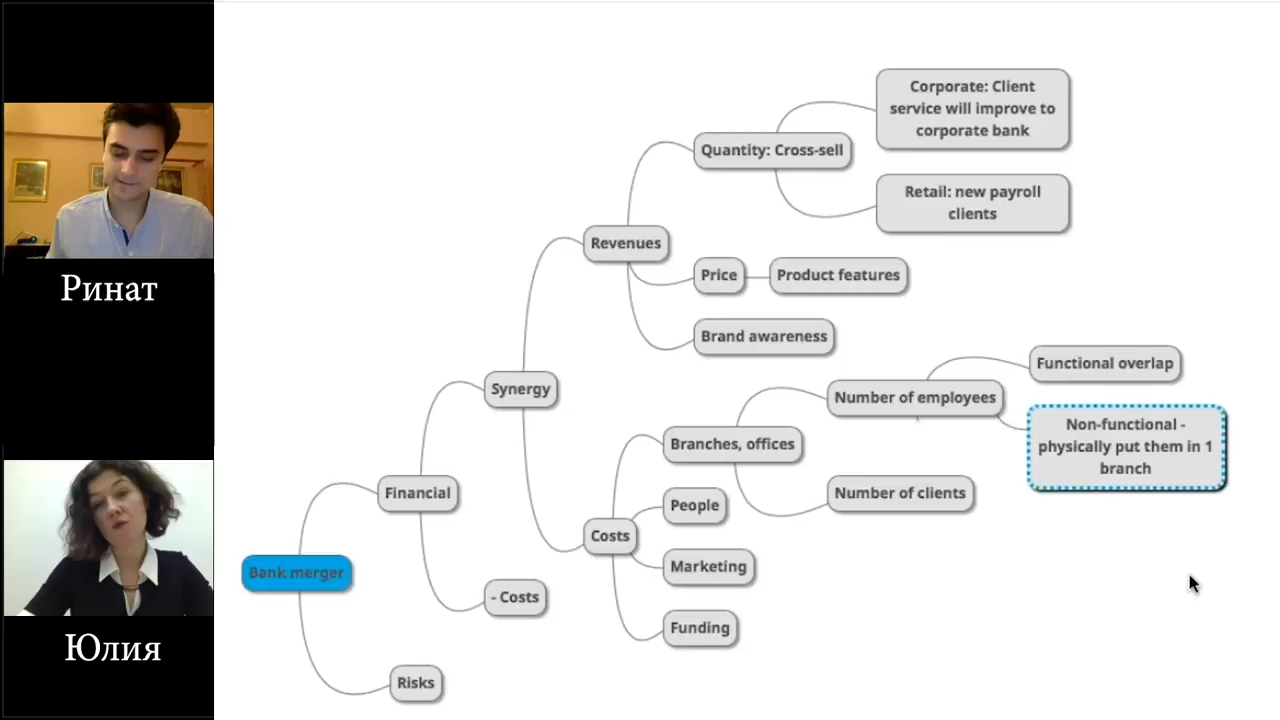 Ринат
Юлия
Corporate: Client
service will improve to
corporate bank
Quantity: Cross-sell
Retail: new payroll
clients
Revenues
Price
Product features
Brand awareness
Functional overlap
Synergy
Number of employees
Non-functional -
physically put them in 1
branch
Branches, offices
Financial
Number of clients
People
Costs
Marketing
Bank merger
- Costs
Funding
Risks